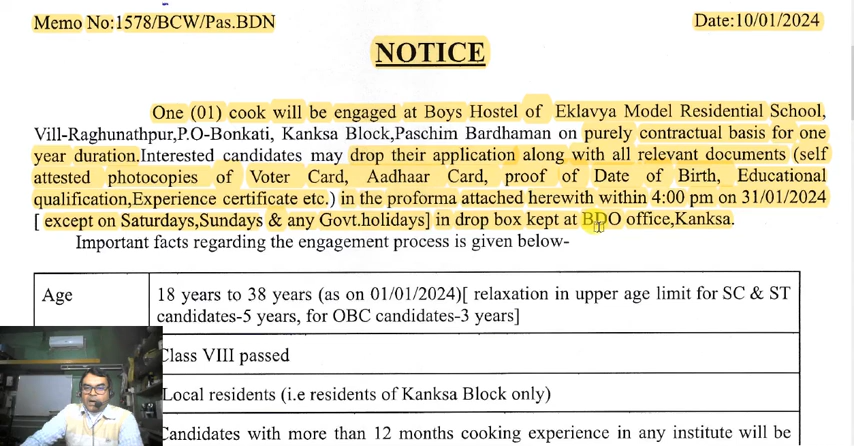 Memo No:1578/BCW/Pas.BDN
Date:10/01/2024
NOTICE
One (01) cook will be engaged at Boys Hostel of Eklavya Model Residential School,
Vill-Raghunathpur,P.O-Bonkati, Kanksa Block,Paschim Bardhaman on purely contractual basis for one
year duration.Interested candidates may drop their application along with all relevant documents (self
attested photocopies of Voter Card, Aadhaar Card, proof of Date of Birth, Educational
qualification,Experience certificate etc.) in the proforma attached herewith within 4:00 pm on 31/01/2024
[ except on Saturdays,Sundays & any Govt.holidays] in drop box kept at BDO office,Kanksa.
Important facts regarding the engagement process is given below-
Age
18 years to 38 years (as on 01/01/2024)[ relaxation in upper age limit for SC & ST
candidates-5 years, for OBC candidates-3 years]
Class VIII passed
Local residents (i.e residents of Kanksa Block only)
Candidates with more than 12 months cooking experience in any institute will be